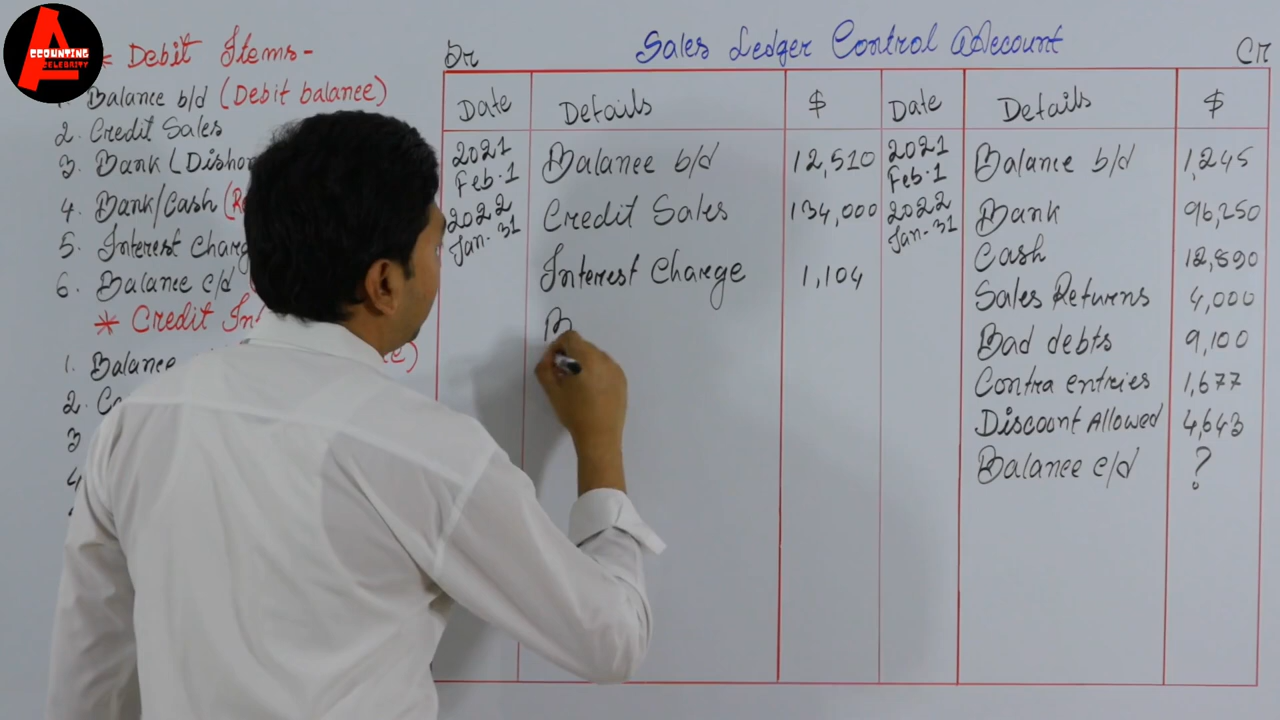 ACCOUNTING
CELEBRITY
* Debit Items-
1. Balance b/d (Debit balance)
2. Credit Sales
3. Bank (Dishon
4. Bank/Cash (Re
5. Interest Charg
6. Balance c/d
* Credit
1. Balance
2. C
3
4
Dr Sales Ledger Control Account Cr
Date Details $ Date Details $
2021 Feb. 1 Balance b/d 12,510 2021 Feb. 1 Balance b/d 1,245
2022 Jan. 31 Credit Sales 134,000 2022 Jan. 31 Bank 96,250
Cash 12,890
Interest Charge 1,104
Sales Returns 4,000
B
Bad debts 9,100
Contra entries 1,677
Discount Allowed 4,643
Balance c/d ?